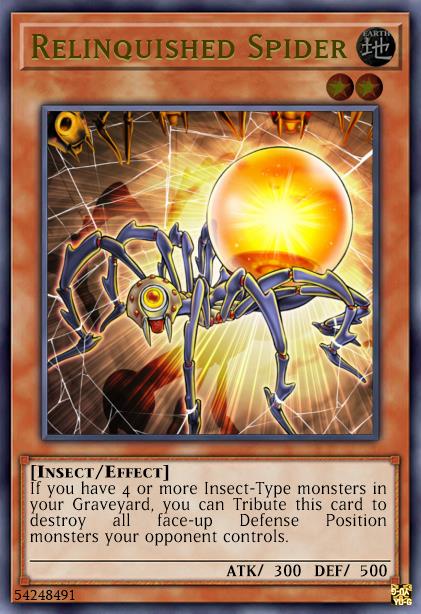 RELINQUISHED SPIDER
EARTH
地
[INSECT/EFFECT]
If you have 4 or more Insect-Type monsters in
your Graveyard, you can Tribute this card to
destroy all face-up Defense Position
monsters your opponent controls.
ATK/ 300 DEF/ 500
54248491